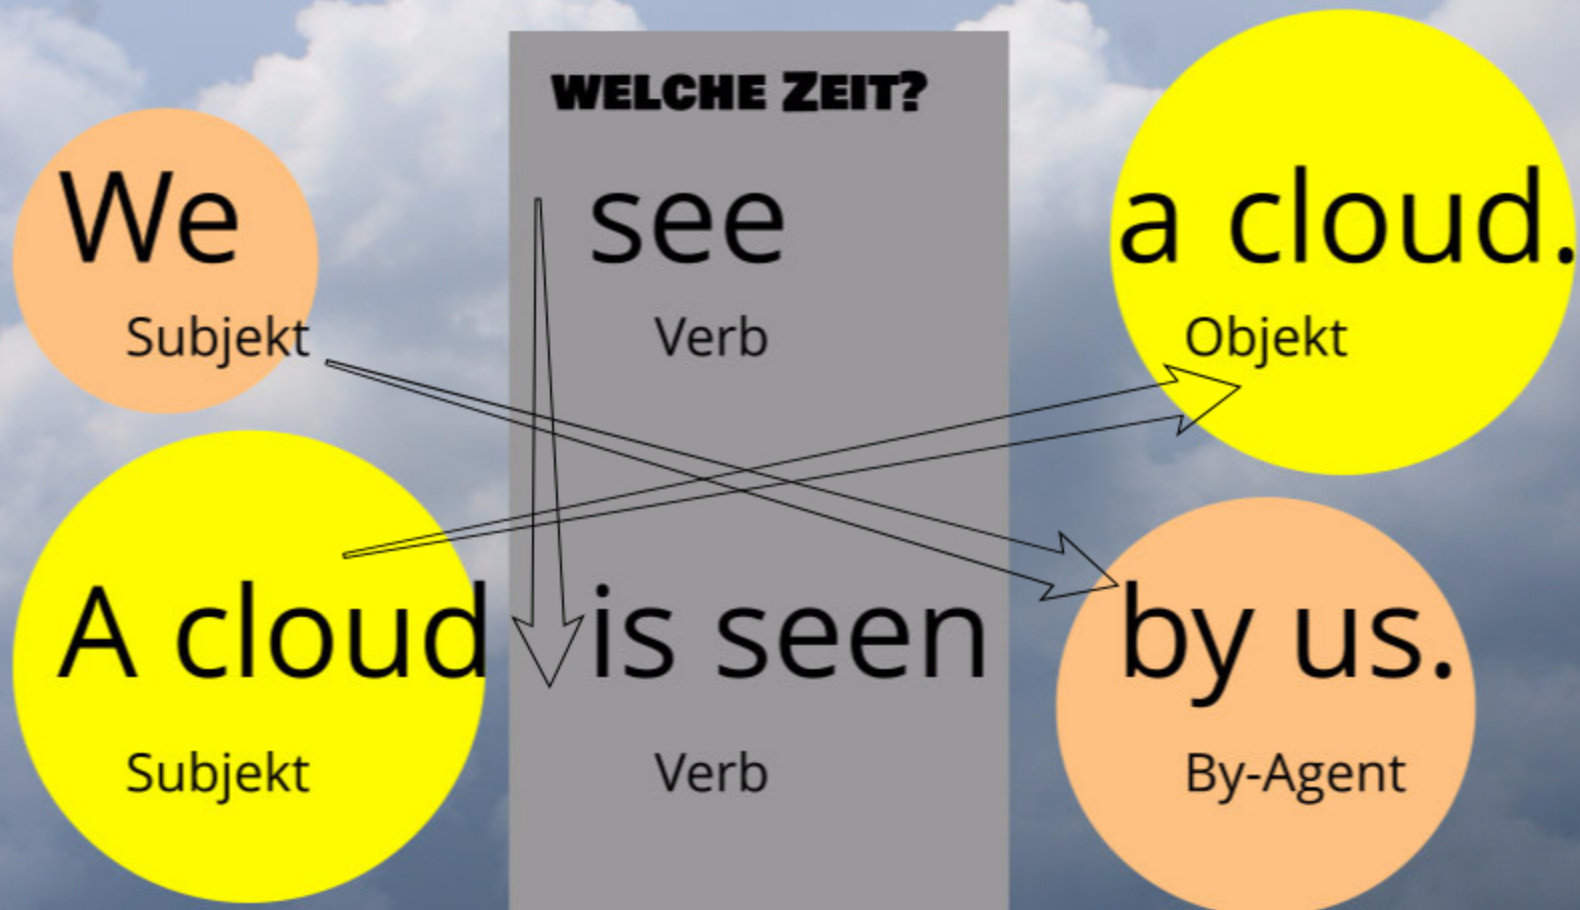 WELCHE ZEIT?
We see a cloud.
Subjekt Verb Objekt
A cloud is seen by us.
Subjekt Verb By-Agent